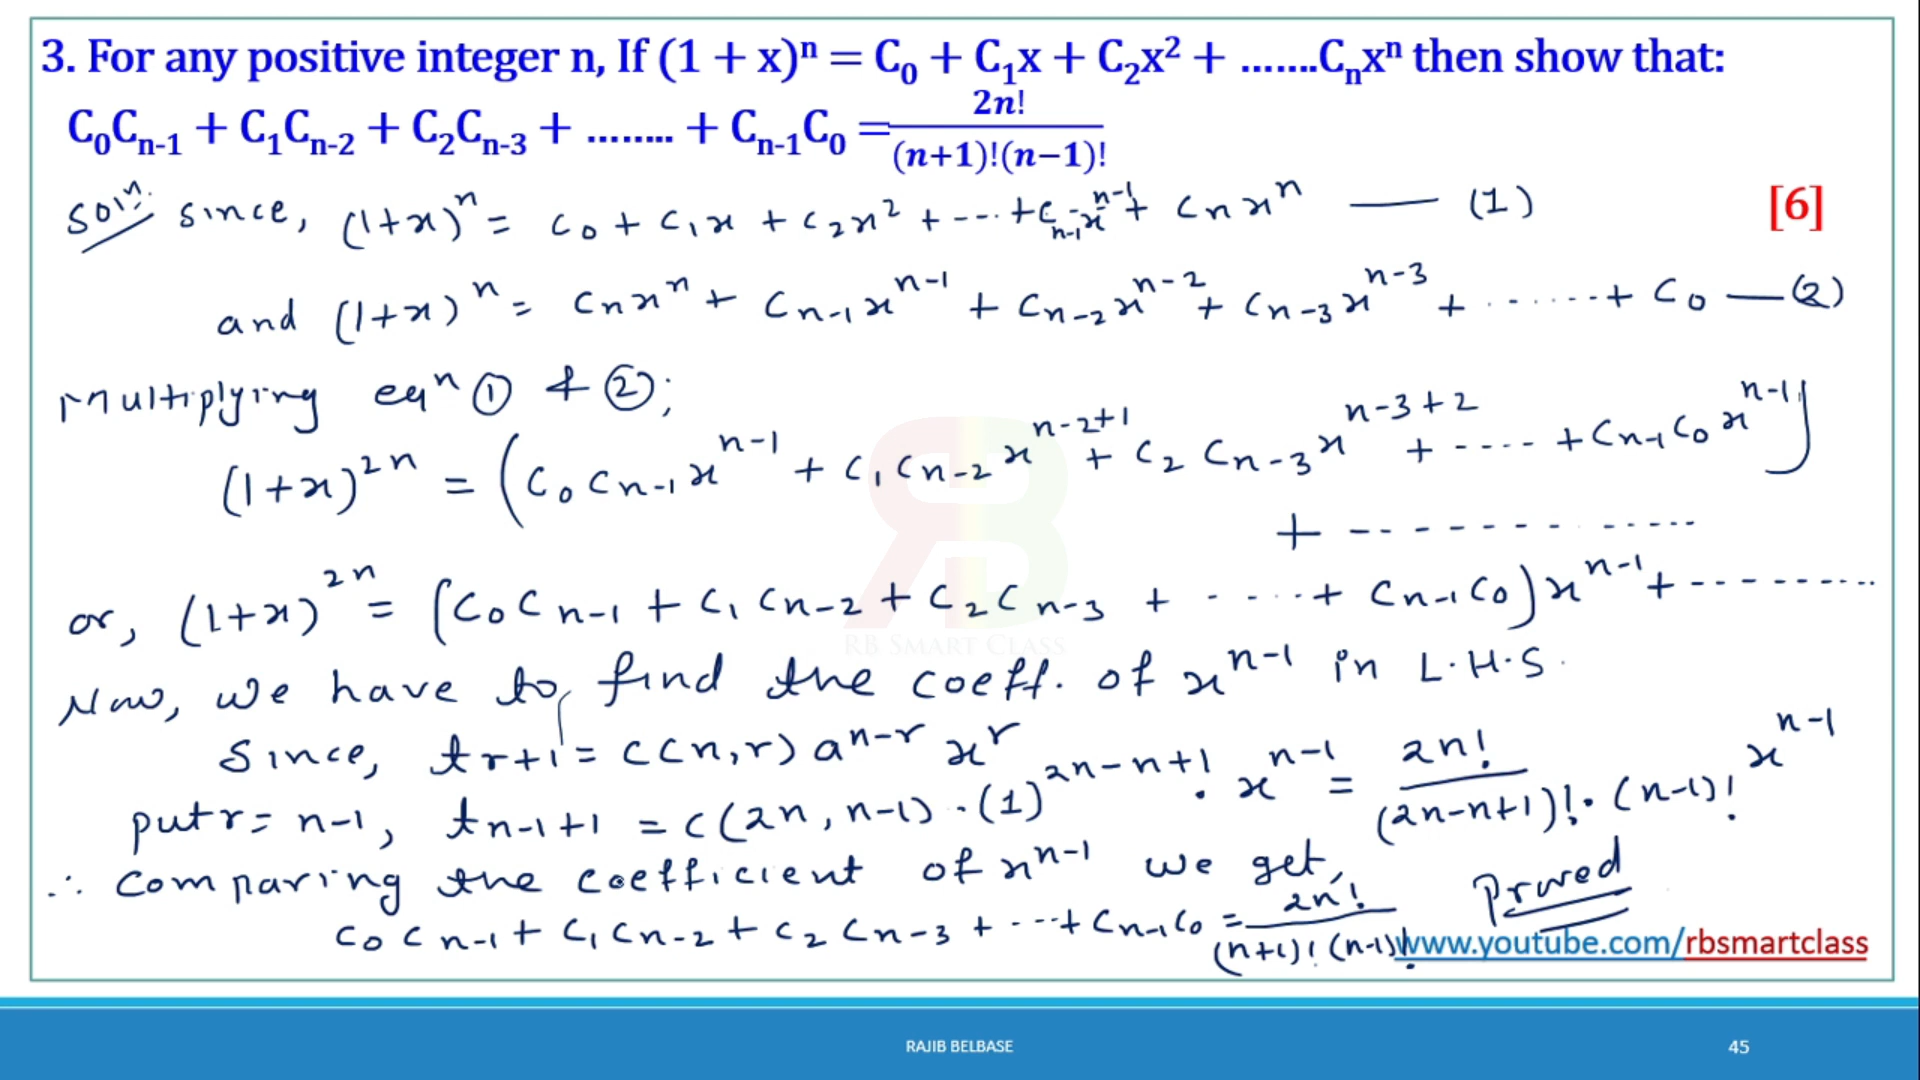 3. For any positive integer n, If (1 + x)ⁿ = C₀ + C₁x + C₂x² + .......Cₙxⁿ then show that:
C₀Cₙ₋₁ + C₁Cₙ₋₂ + C₂Cₙ₋₃ + ........ + Cₙ₋₁C₀ = 2n! / (n+1)!(n−1)!
Solⁿ: since, (1+x)ⁿ = c₀ + c₁x + c₂x² + --- + cₙ₋₁xⁿ⁻¹ + cₙxⁿ — (1) [6]
and (1+x)ⁿ = cₙxⁿ + cₙ₋₁xⁿ⁻¹ + cₙ₋₂xⁿ⁻² + cₙ₋₃xⁿ⁻³ + ...... + c₀ — (2)
Multiplying eqⁿ ① & ②;
(1+x)²ⁿ = (c₀cₙ₋₁xⁿ⁻¹ + c₁cₙ₋₂xⁿ⁻²⁺¹ + c₂cₙ₋₃xⁿ⁻³⁺² + ---- + cₙ₋₁c₀xⁿ⁻¹)
+ -------------
or, (1+x)²ⁿ = (c₀cₙ₋₁ + c₁cₙ₋₂ + c₂cₙ₋₃ + ---- + cₙ₋₁c₀)xⁿ⁻¹ + ---------
RB SMART CLASS
Now, we have to find the coeff. of xⁿ⁻¹ in L.H.S.
Since, tᵣ₊₁ = c(n,r) aⁿ⁻ʳ xʳ
put r = n-1, tₙ₋₁₊₁ = c(2n, n-1) . (1)²ⁿ⁻ⁿ⁺¹ . xⁿ⁻¹ = 2n! / (2n-n+1)! . (n-1)! xⁿ⁻¹
∴ Comparing the coefficient of xⁿ⁻¹ we get,
c₀cₙ₋₁ + c₁cₙ₋₂ + c₂cₙ₋₃ + --- + cₙ₋₁c₀ = 2n! / (n+1)! (n-1)! Proved
www.youtube.com/rbsmartclass
RAJIB BELBASE 45